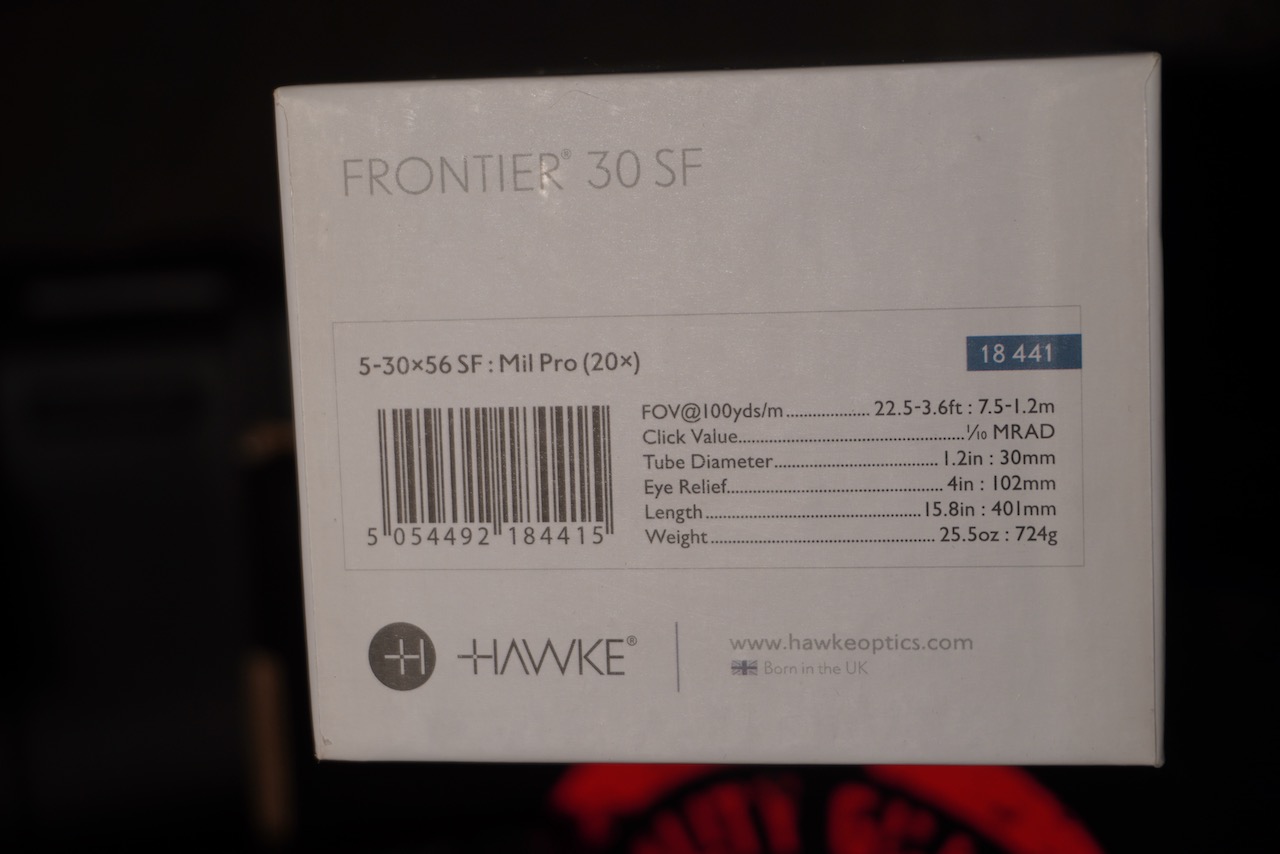 FRONTIER® 30 SF
5-30×56 SF : Mil Pro (20×)
18 441
FOV@100yds/m.................. 22.5-3.6ft : 7.5-1.2m
Click Value.................................................¹⁄₁₀ MRAD
Tube Diameter................................... 1.2in : 30mm
Eye Relief.............................................. 4in : 102mm
Length..............................................15.8in : 401mm
Weight................................................ 25.5oz : 724g
5 054492 184415
HAWKE®
www.hawkeoptics.com
Born in the UK